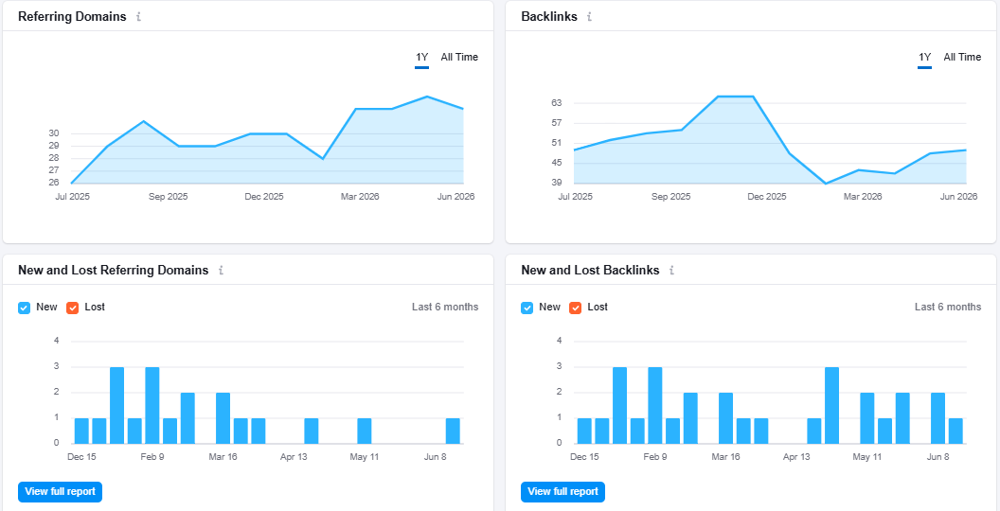 Referring Domains i
1Y All Time
30
29
28
27
26
Jul 2025 Sep 2025 Dec 2025 Mar 2026 Jun 2026
Backlinks i
1Y All Time
63
57
51
45
39
Jul 2025 Sep 2025 Dec 2025 Mar 2026 Jun 2026
New and Lost Referring Domains i
New Lost Last 6 months
4
3
2
1
0
Dec 15 Feb 9 Mar 16 Apr 13 May 11 Jun 8
View full report
New and Lost Backlinks i
New Lost Last 6 months
4
3
2
1
0
Dec 15 Feb 9 Mar 16 Apr 13 May 11 Jun 8
View full report